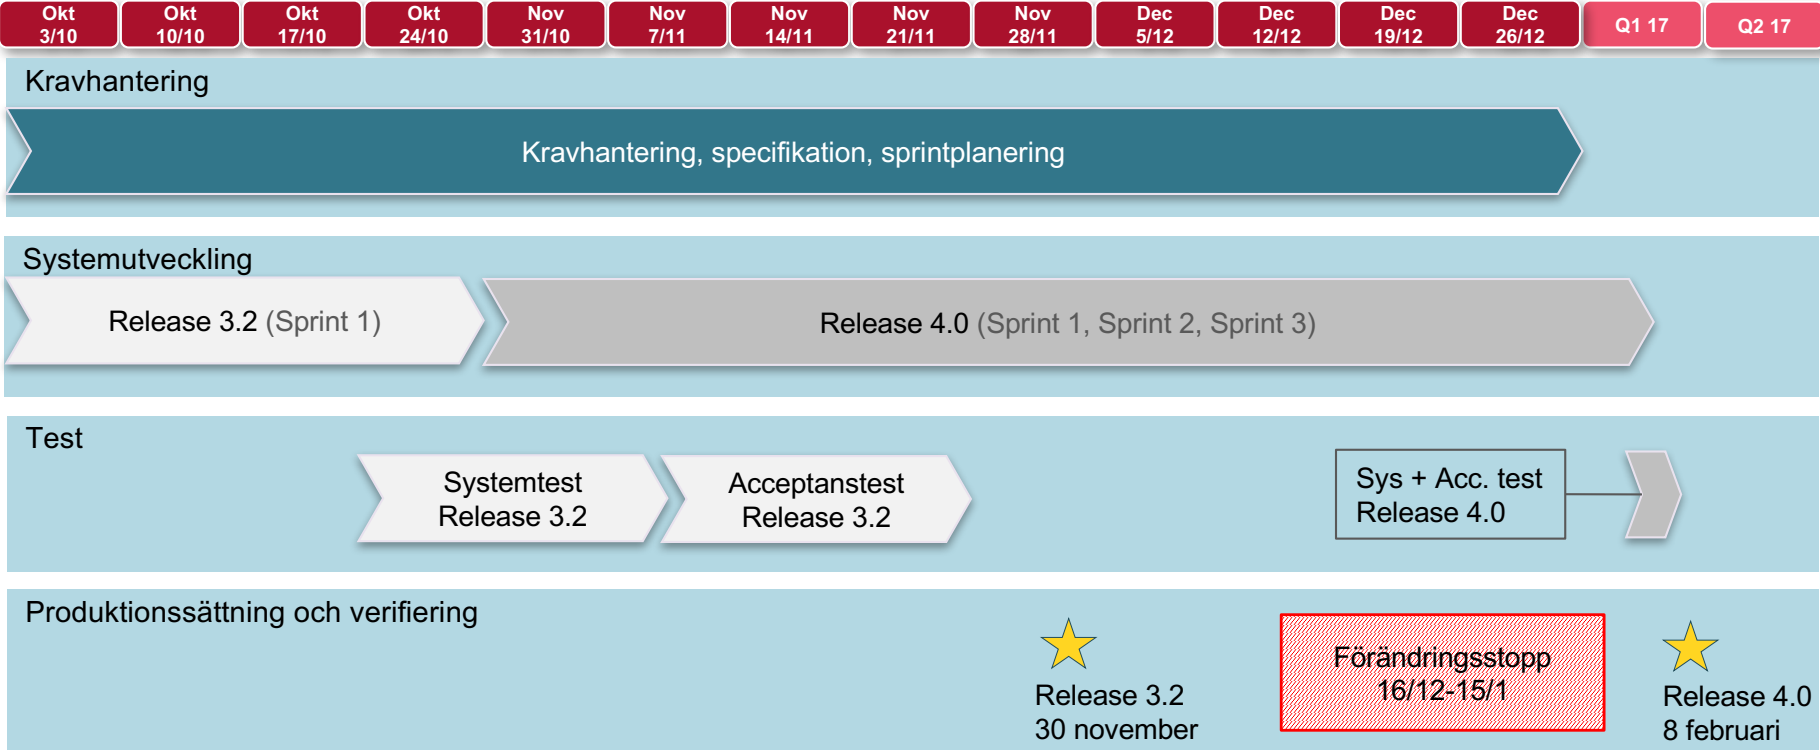 Okt Okt Okt Okt Nov Nov Nov Nov Nov Dec Dec Dec Dec Q1 17 Q2 17
3/10 10/10 17/10 24/10 31/10 7/11 14/11 21/11 28/11 5/12 12/12 19/12 26/12
Kravhantering
Kravhantering, specifikation, sprintplanering
Systemutveckling
Release 3.2 (Sprint 1)
Release 4.0 (Sprint 1, Sprint 2, Sprint 3)
Test
Systemtest
Release 3.2
Acceptanstest
Release 3.2
Sys + Acc. test
Release 4.0
Produktionssättning och verifiering
Release 3.2
30 november
Förändringsstopp
16/12-15/1
Release 4.0
8 februari